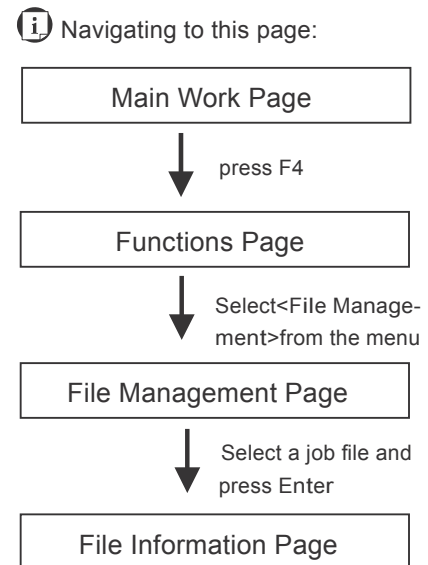 i Navigating to this page:
Main Work Page
press F4
Functions Page
Select<File Manage-
ment>from the menu
File Management Page
Select a job file and
press Enter
File Information Page